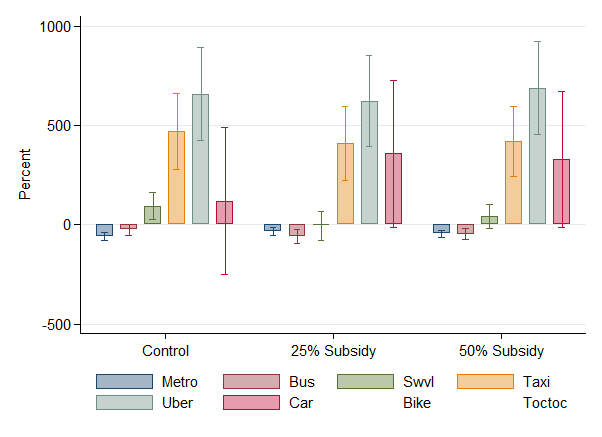 1000
500
0
-500
Percent
Control 25% Subsidy 50% Subsidy
Metro Bus Swvl Taxi
Uber Car Bike Toctoc